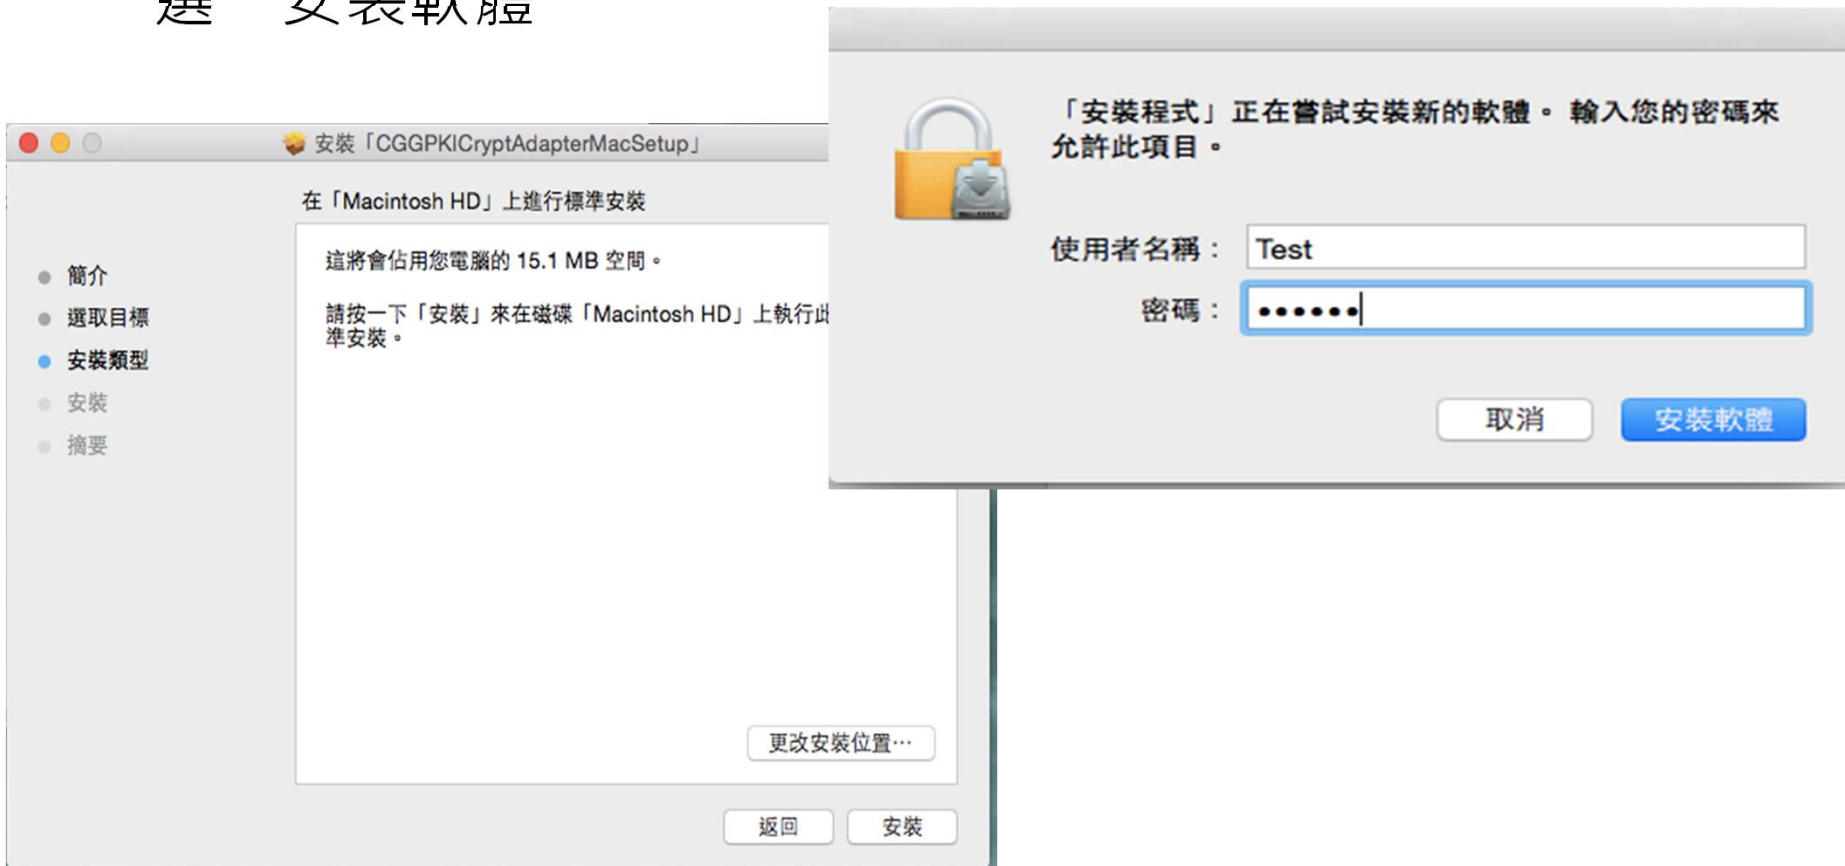 選 安裝軟體
安裝「CGGPKICryptAdapterMacSetup」
在「Macintosh HD」上進行標準安裝
簡介
選取目標
安裝類型
安裝
摘要
這將會佔用您電腦的 15.1 MB 空間。
請按一下「安裝」來在磁碟「Macintosh HD」上執行此
準安裝。
更改安裝位置…
返回
安裝
「安裝程式」正在嘗試安裝新的軟體。 輸入您的密碼來
允許此項目。
使用者名稱： Test
密碼： ••••••
取消
安裝軟體